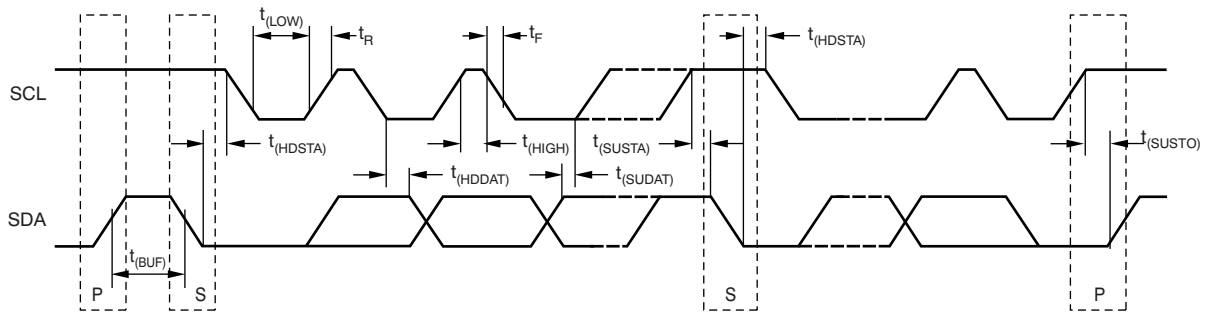 t(LOW)
tR
tF
t(HDSTA)
SCL
t(HDSTA)
t(HIGH)
t(SUSTA)
t(SUSTO)
t(HDDAT)
t(SUDAT)
SDA
t(BUF)
P
S
S
P